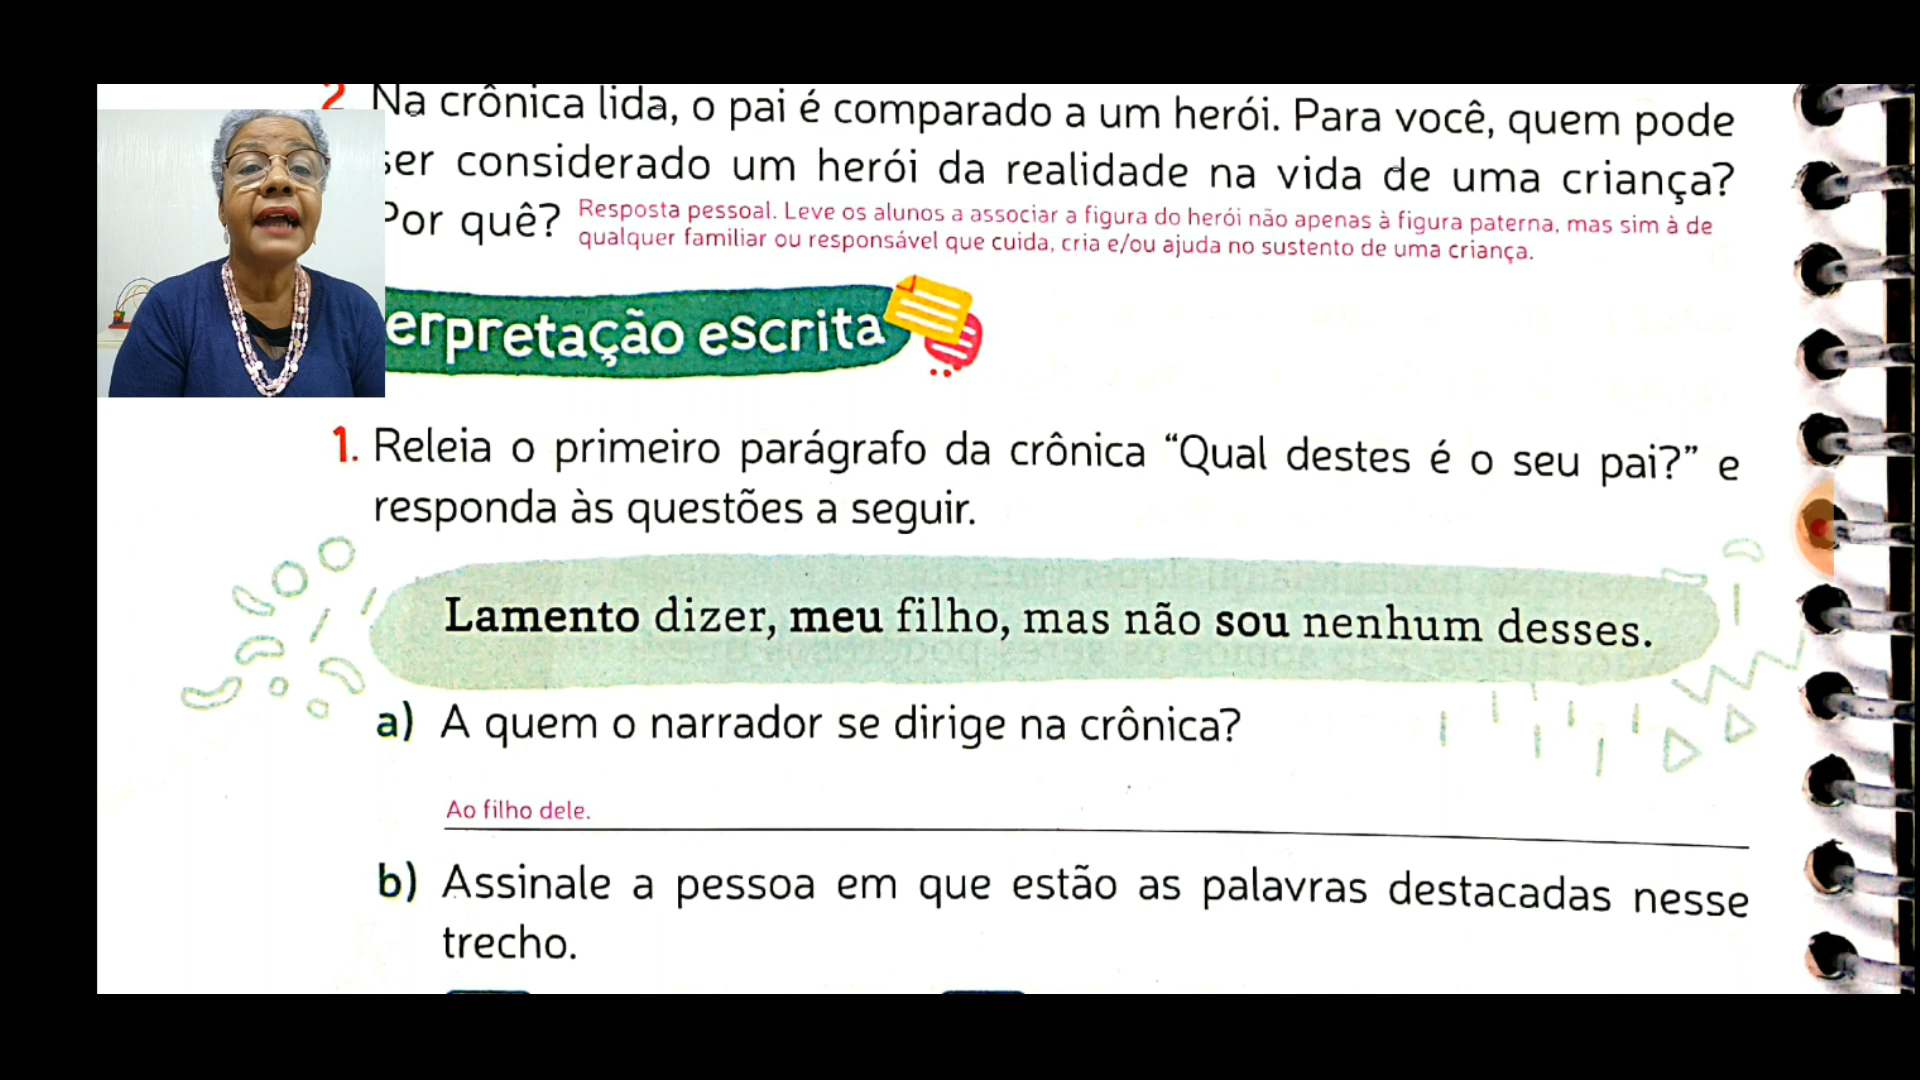 2 Na crônica lida, o pai é comparado a um herói. Para você, quem pode
ser considerado um herói da realidade na vida de uma criança?
Por quê? Resposta pessoal. Leve os alunos a associar a figura do herói não apenas à figura paterna, mas sim à de
qualquer familiar ou responsável que cuida, cria e/ou ajuda no sustento de uma criança.
erpretação escrita
1. Releia o primeiro parágrafo da crônica “Qual destes é o seu pai?” e
responda às questões a seguir.
Lamento dizer, meu filho, mas não sou nenhum desses.
a) A quem o narrador se dirige na crônica?
Ao filho dele.
b) Assinale a pessoa em que estão as palavras destacadas nesse
trecho.